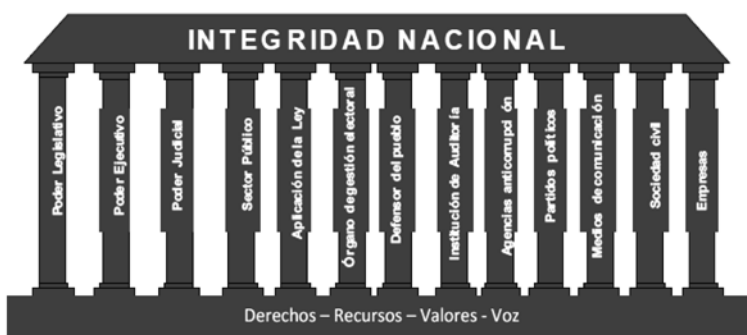 INTEGRIDAD NACIONAL
Poder Legislativo
Poder Ejecutivo
Poder Judicial
Sector Público
Aplicación de la Ley
Órgano de gestión electoral
Defensor del pueblo
Institución de Auditoría
Agencias anticorrupción
Partidos políticos
Medios de comunicación
Sociedad civil
Empresas
Derechos – Recursos – Valores - Voz